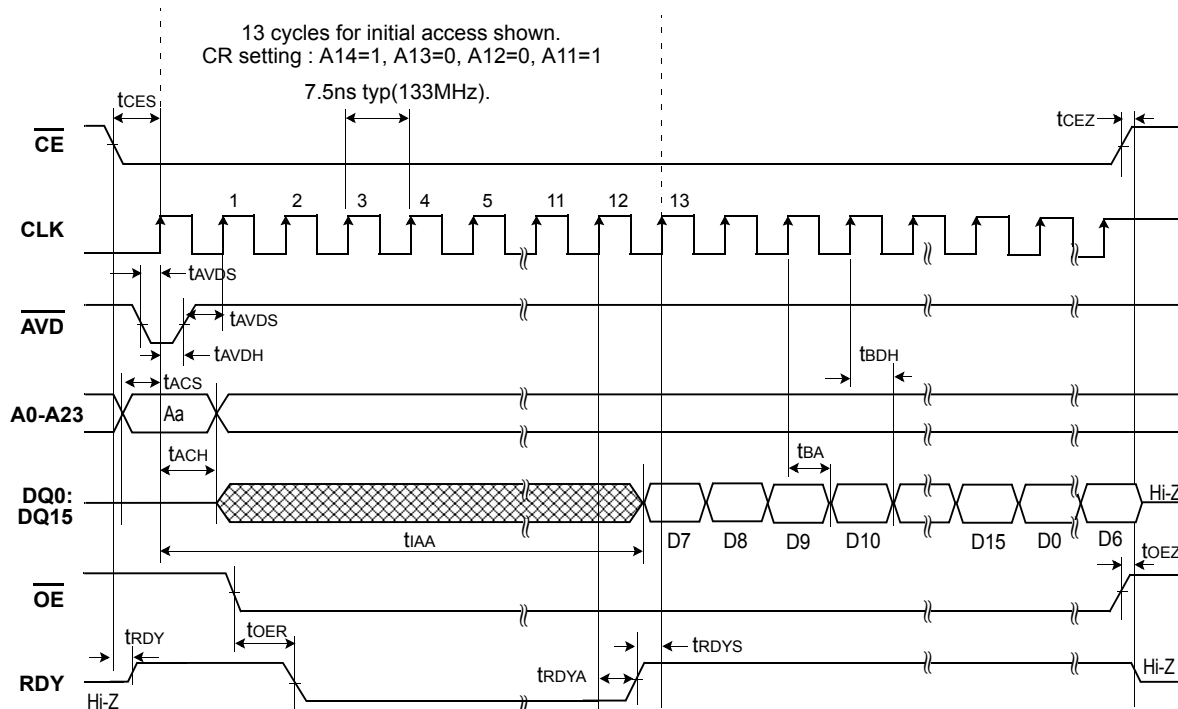 13 cycles for initial access shown.
CR setting : A14=1, A13=0, A12=0, A11=1
7.5ns typ(133MHz).
tCES
tCEZ
CE
1 2 3 4 5 11 12 13
CLK
tAVDS
AVD
tAVDS
tAVDH
tBDH
tACS
A0-A23
Aa
tACH
tBA
DQ0:
DQ15
Hi-Z
D7 D8 D9 D10 D15 D0 D6
tIAA
tOEZ
OE
tRDY
tOER
tRDYS
RDY
tRDYA
Hi-Z
Hi-Z